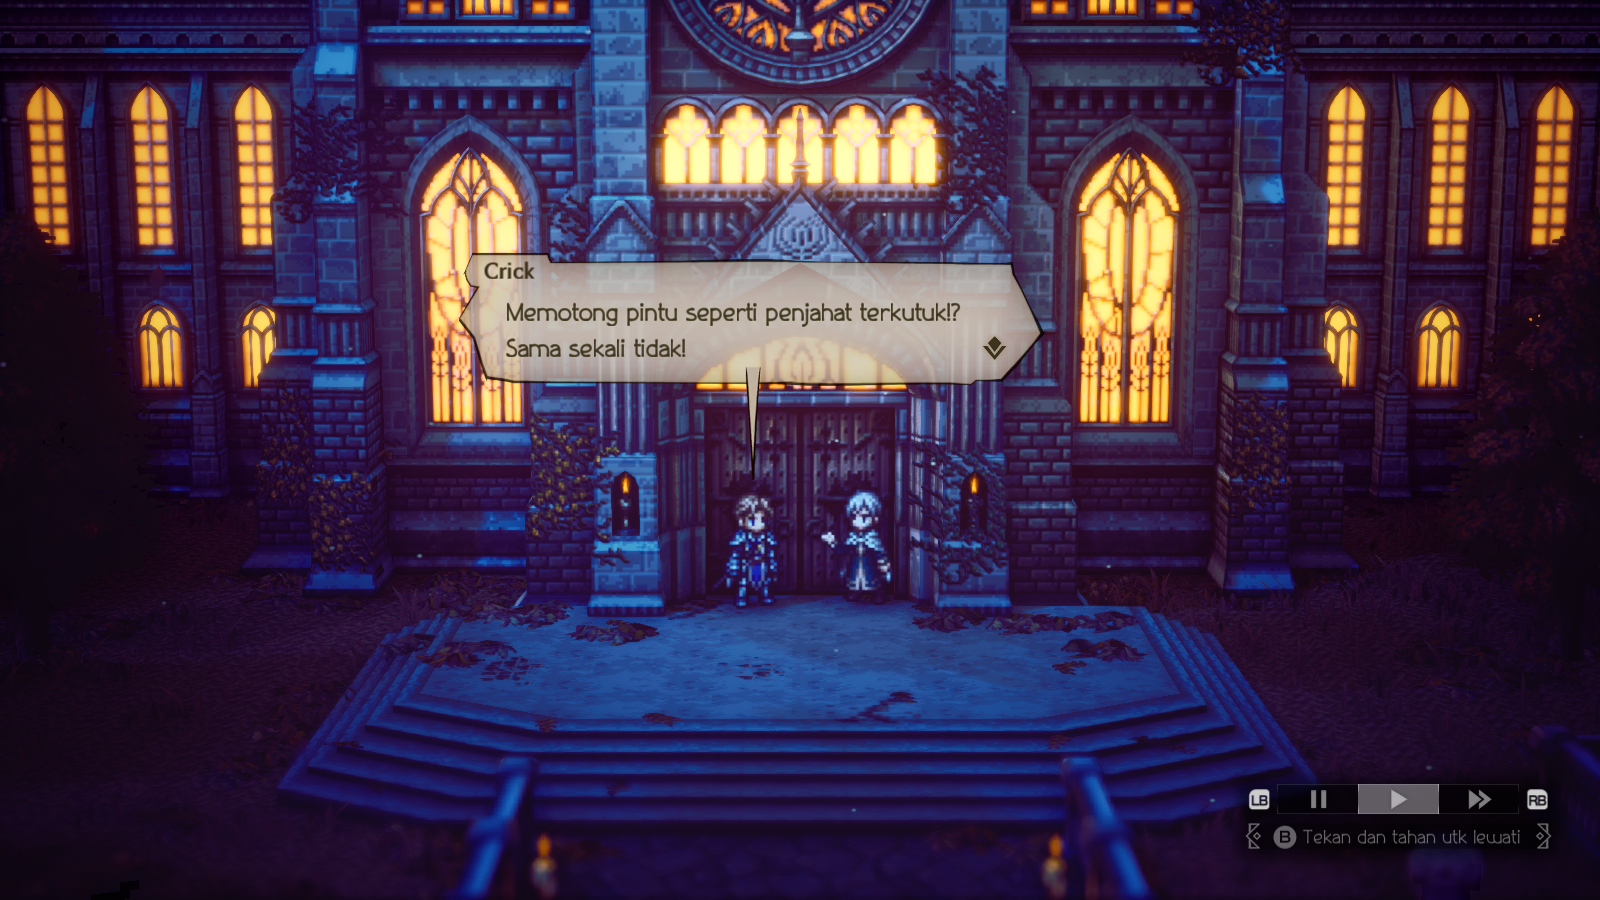 Crick
Memotong pintu seperti penjahat terkutuk!?
Sama sekali tidak!
LB
RB
B Tekan dan tahan utk lewati